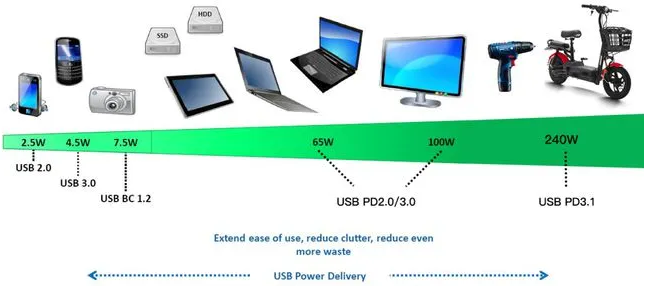 HDD
SSD
2.5W 4.5W 7.5W 65W 100W 240W
USB 2.0
USB 3.0
USB BC 1.2
USB PD2.0/3.0 USB PD3.1
Extend ease of use, reduce clutter, reduce even
more waste
USB Power Delivery